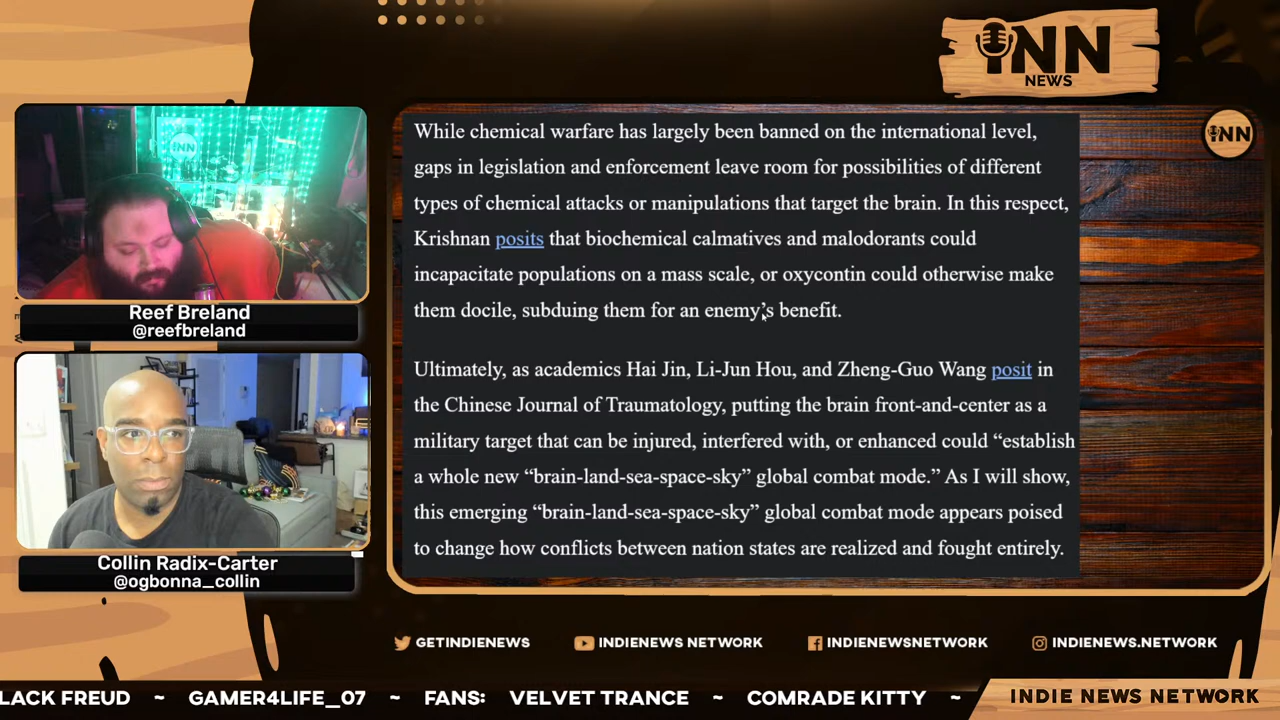 INN
NEWS
INN
While chemical warfare has largely been banned on the international level,
gaps in legislation and enforcement leave room for possibilities of different
types of chemical attacks or manipulations that target the brain. In this respect,
Krishnan posits that biochemical calmatives and malodorants could
incapacitate populations on a mass scale, or oxycontin could otherwise make
them docile, subduing them for an enemy's benefit.
Ultimately, as academics Hai Jin, Li-Jun Hou, and Zheng-Guo Wang posit in
the Chinese Journal of Traumatology, putting the brain front-and-center as a
military target that can be injured, interfered with, or enhanced could “establish
a whole new “brain-land-sea-space-sky” global combat mode.” As I will show,
this emerging “brain-land-sea-space-sky” global combat mode appears poised
to change how conflicts between nation states are realized and fought entirely.
Reef Breland
@reefbreland
Collin Radix-Carter
@ogbonna_collin
GETINDIENEWS INDIENEWS NETWORK INDIENEWSNETWORK INDIENEWS.NETWORK
LACK FREUD ~ GAMER4LIFE_07 ~ FANS: VELVET TRANCE ~ COMRADE KITTY ~
INDIE NEWS NETWORK